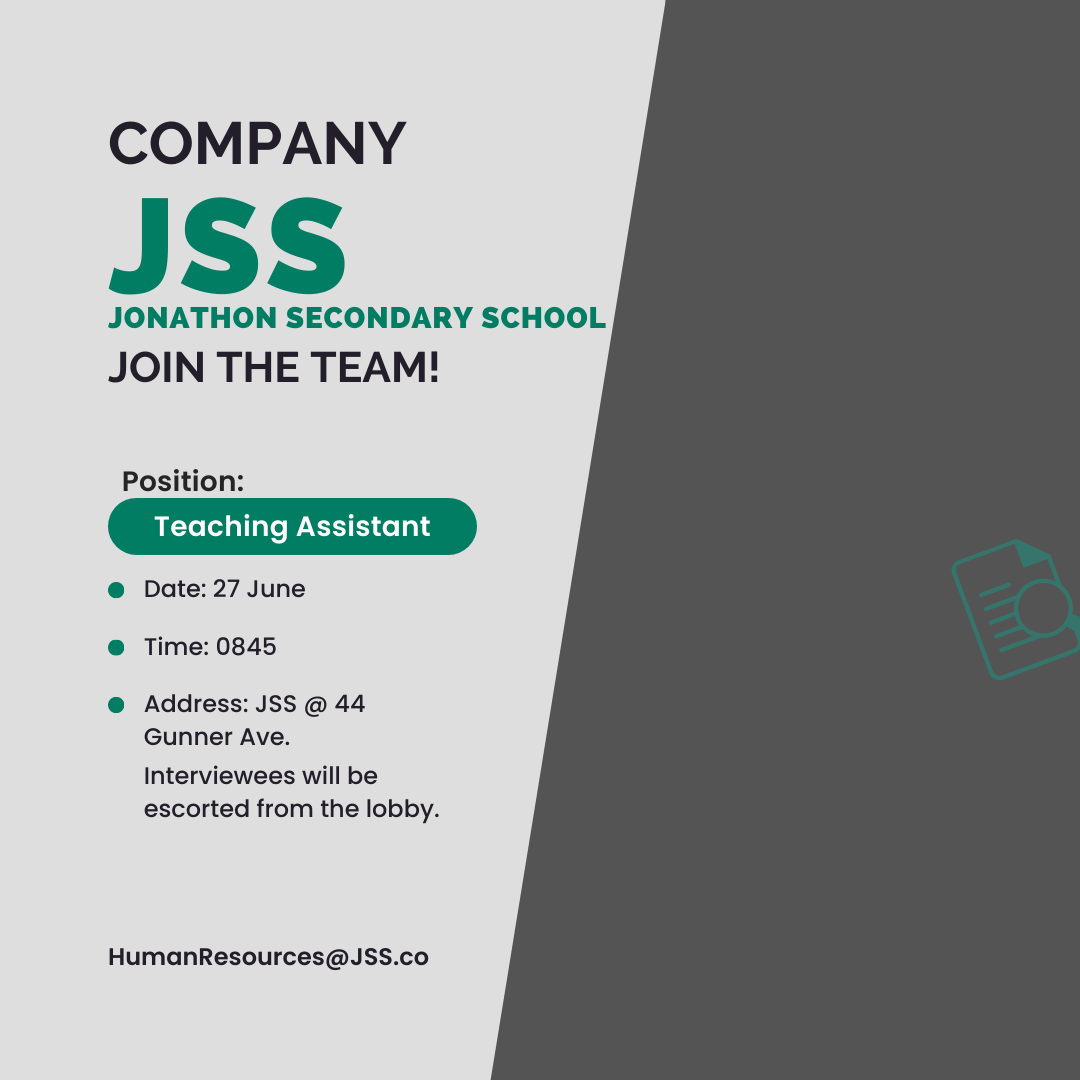 COMPANY
JSS
JONATHON SECONDARY SCHOOL
JOIN THE TEAM!
Position:
Teaching Assistant
Date: 27 June
Time: 0845
Address: JSS @ 44
Gunner Ave.
Interviewees will be
escorted from the lobby.
HumanResources@JSS.co